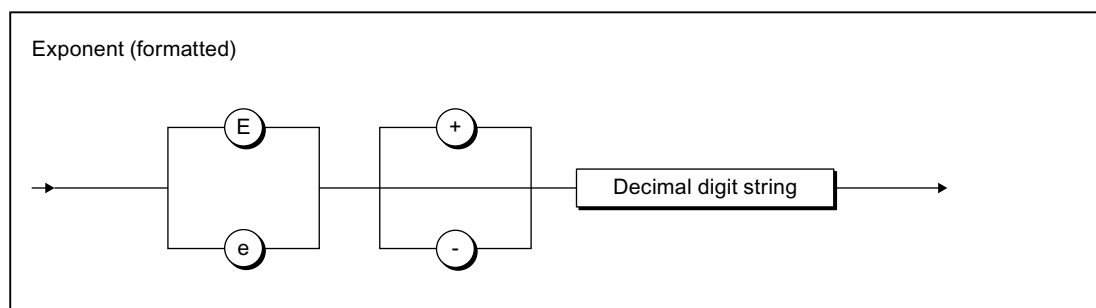 Exponent (formatted)
E
+
Decimal digit string
e
-